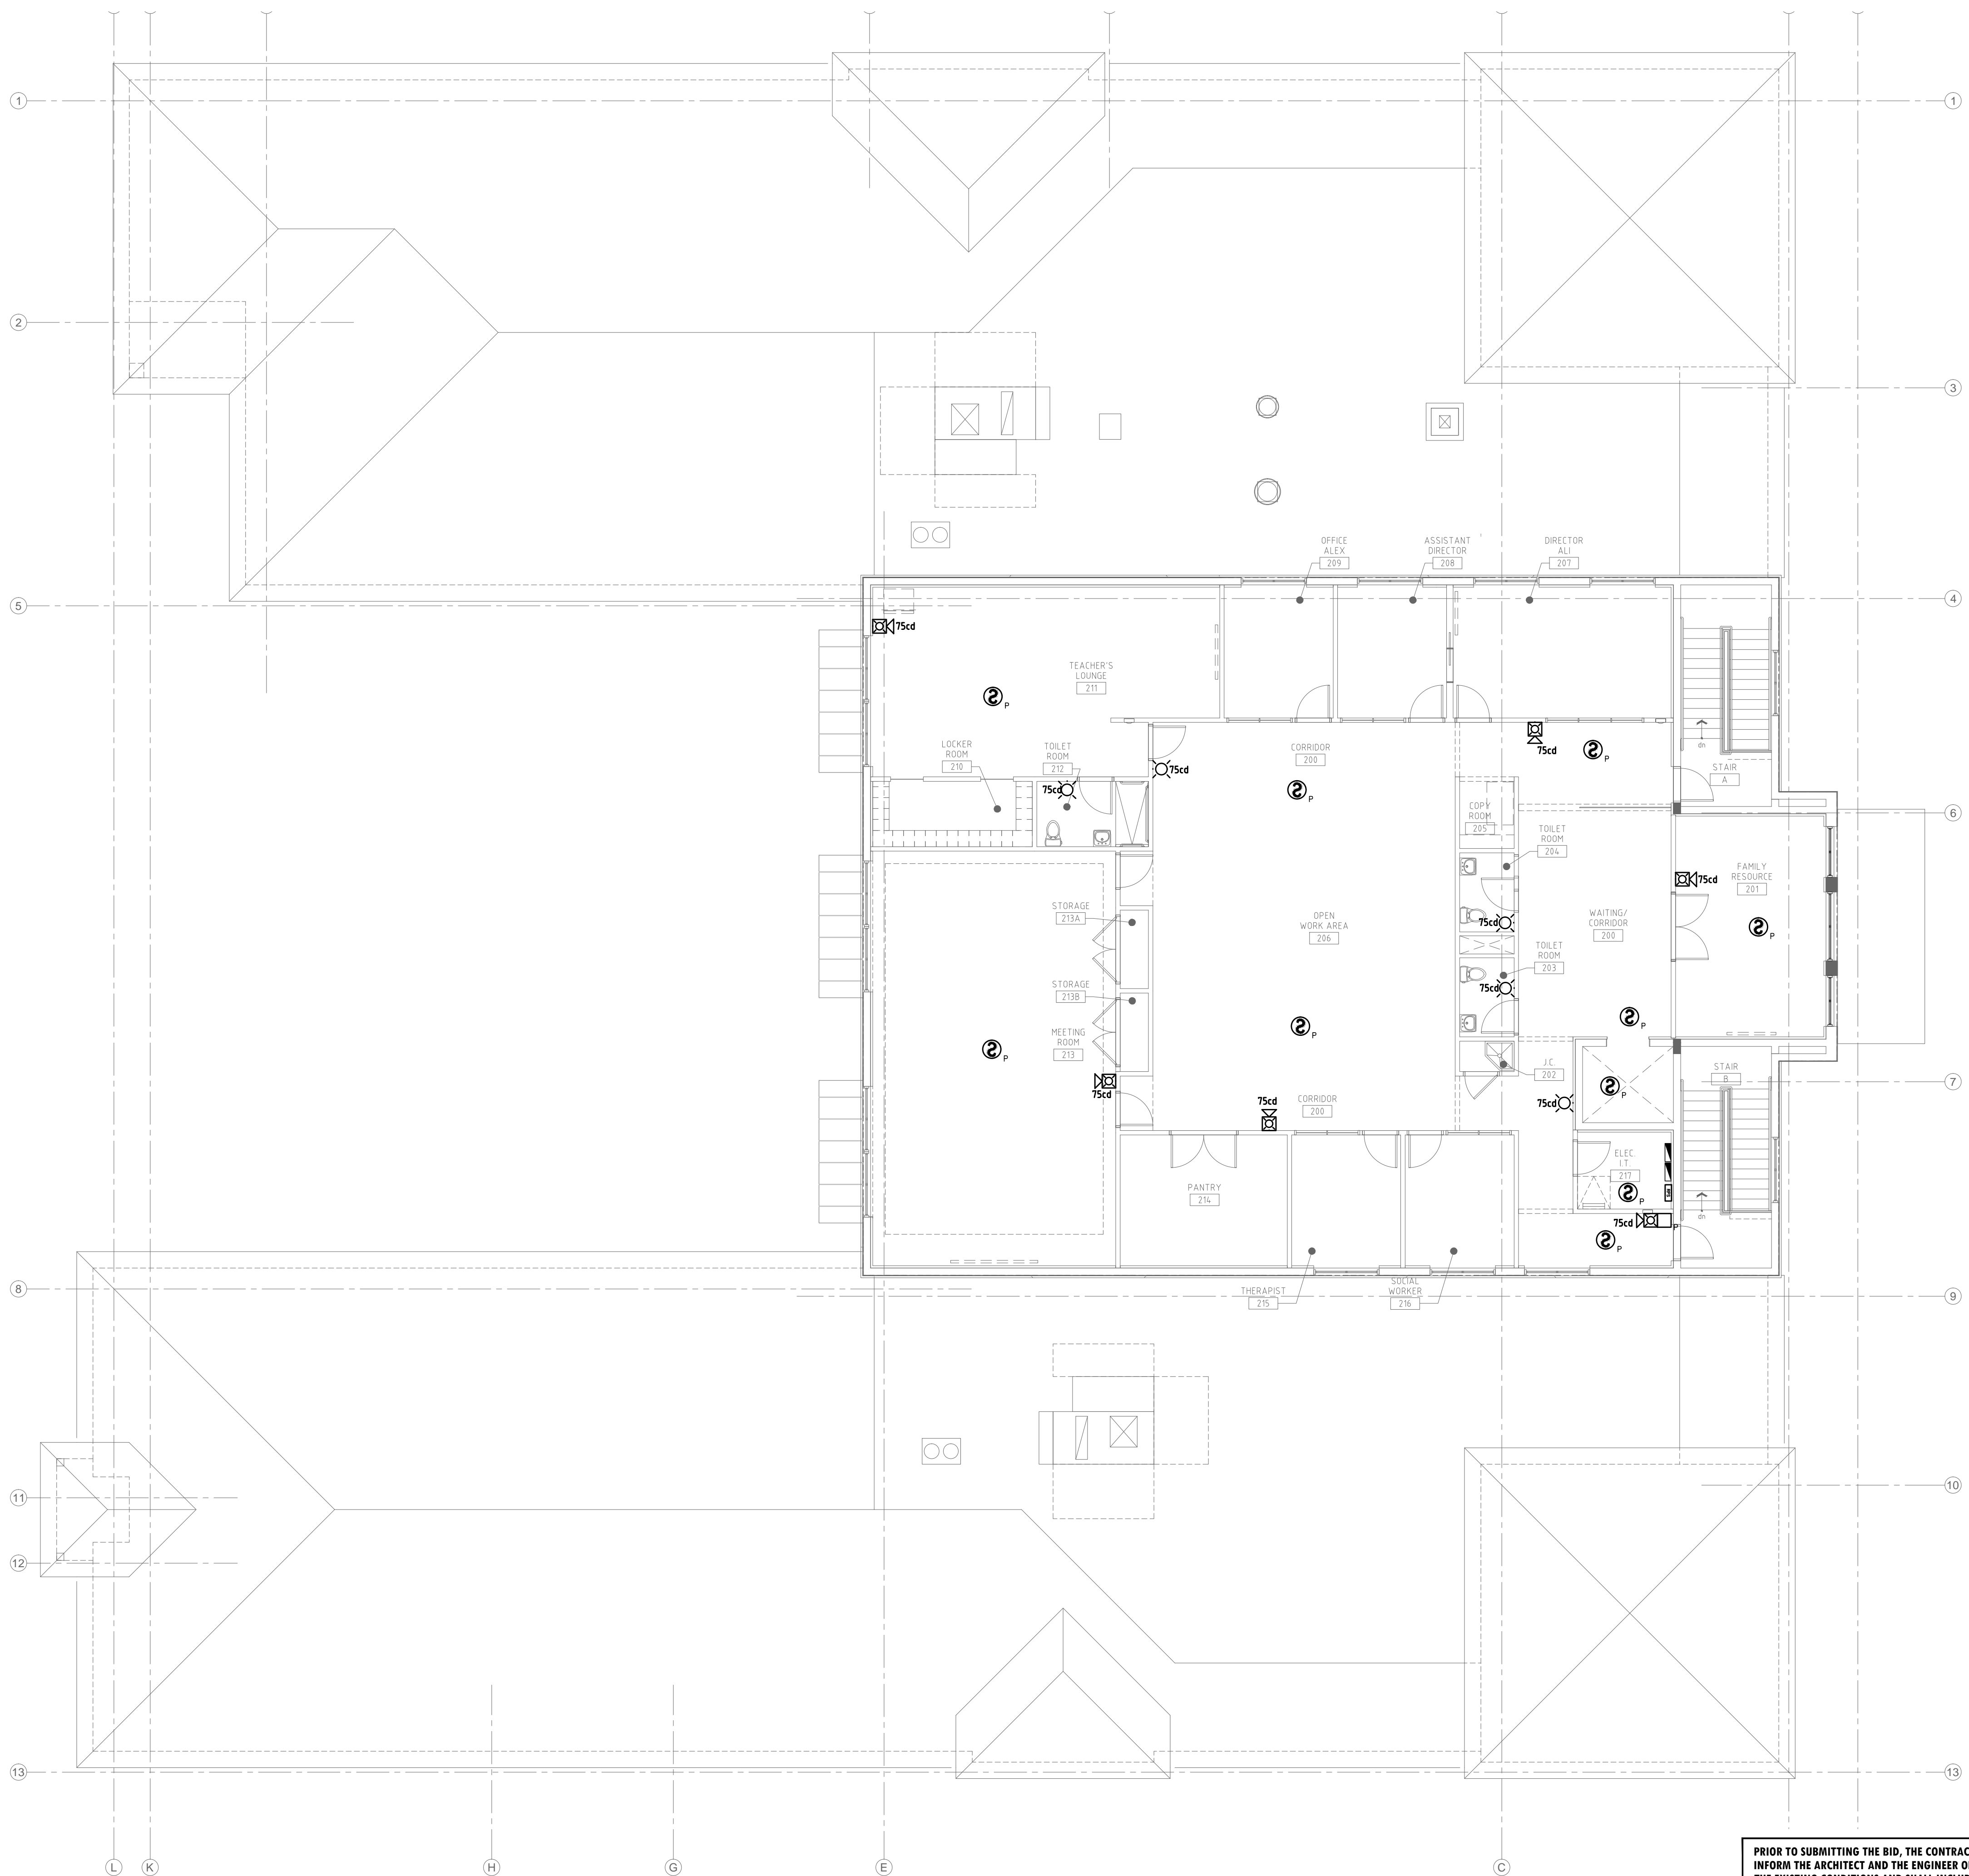 1
1
2
3
OFFICE
ALEX
209
ASSISTANT
DIRECTOR
208
DIRECTOR
ALI
207
5
4
75cd
TEACHER'S
LOUNGE
211
P
LOCKER
ROOM
210
TOILET
ROOM
212
75cd
75cd
CORRIDOR
200
P
75cd
P
dn
STAIR
A
COPY
ROOM
205
TOILET
ROOM
204
6
FAMILY
RESOURCE
201
75cd
STORAGE
213A
OPEN
WORK AREA
206
75cd
WAITING/
CORRIDOR
200
P
TOILET
ROOM
203
STORAGE
213B
75cd
MEETING
ROOM
213
P
P
P
J.C.
202
STAIR
B
7
75cd
75cd
CORRIDOR
200
75cd
P
ELEC.
I.T.
217
P
PANTRY
214
75cd
P
P
dn
THERAPIST
215
SOCIAL
WORKER
216
8
9
11
10
12
13
13
L
K
H
G
E
C
PRIOR TO SUBMITTING THE BID, THE CONTRAC
INFORM THE ARCHITECT AND THE ENGINEER O